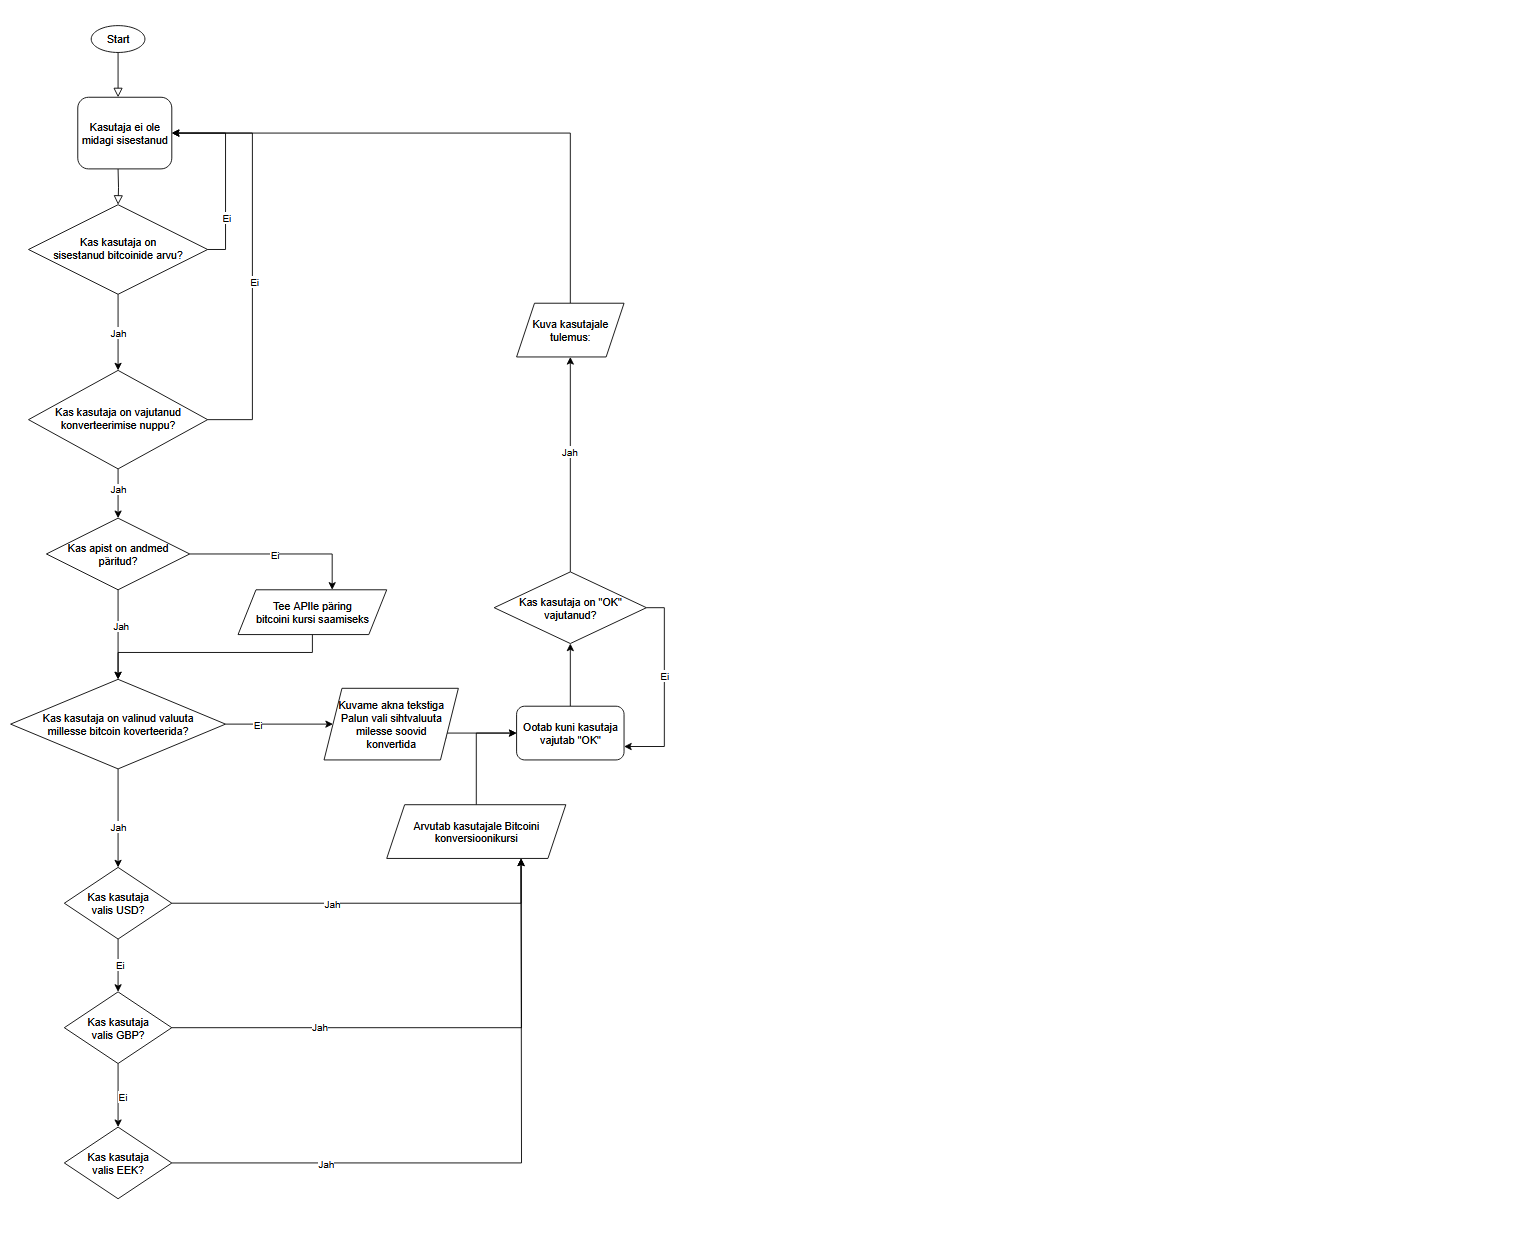 Start
Kasutaja ei ole
midagi sisestanud
Kas kasutaja on
sisestanud bitcoinide arvu?
Ei
Ei
Jah
Kas kasutaja on vajutanud
konverteerimise nuppu?
Jah
Kas apist on andmed
päritud?
Ei
Tee APIle päring
bitcoini kursi saamiseks
Jah
Kas kasutaja on valinud valuuta
millesse bitcoin koverteerida?
Ei
Kuvame akna tekstiga
Palun vali sihtvaluuta
milesse soovid
konvertida
Ootab kuni kasutaja
vajutab "OK"
Kas kasutaja on "OK"
vajutanud?
Ei
Jah
Kuva kasutajale
tulemus:
Arvutab kasutajale Bitcoini
konversioonikursi
Jah
Kas kasutaja
valis USD?
Jah
Ei
Kas kasutaja
valis GBP?
Jah
Ei
Kas kasutaja
valis EEK?
Jah